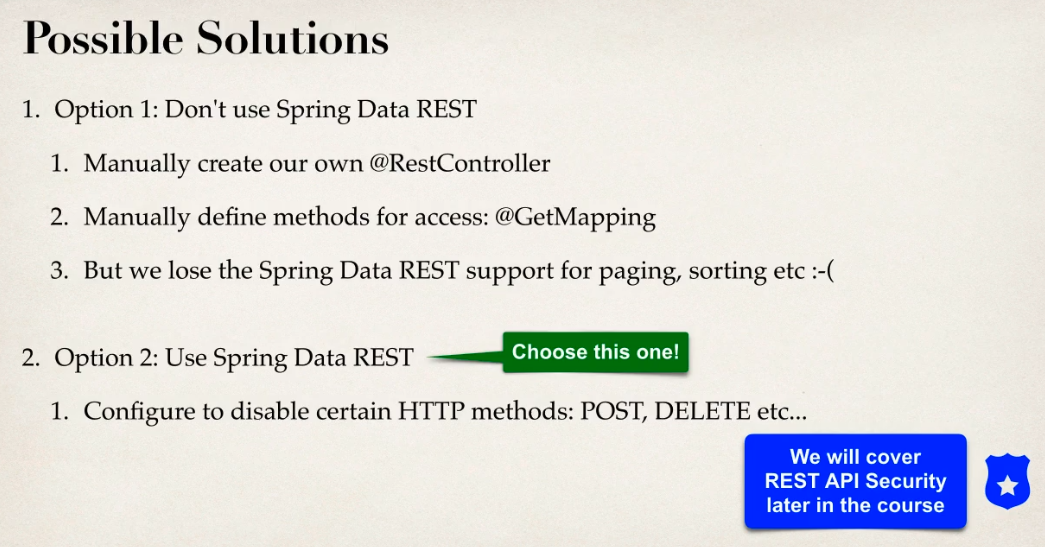 Possible Solutions
1. Option 1: Don't use Spring Data REST
1. Manually create our own @RestController
2. Manually define methods for access: @GetMapping
3. But we lose the Spring Data REST support for paging, sorting etc :-(
2. Option 2: Use Spring Data REST
Choose this one!
1. Configure to disable certain HTTP methods: POST, DELETE etc...
We will cover
REST API Security
later in the course